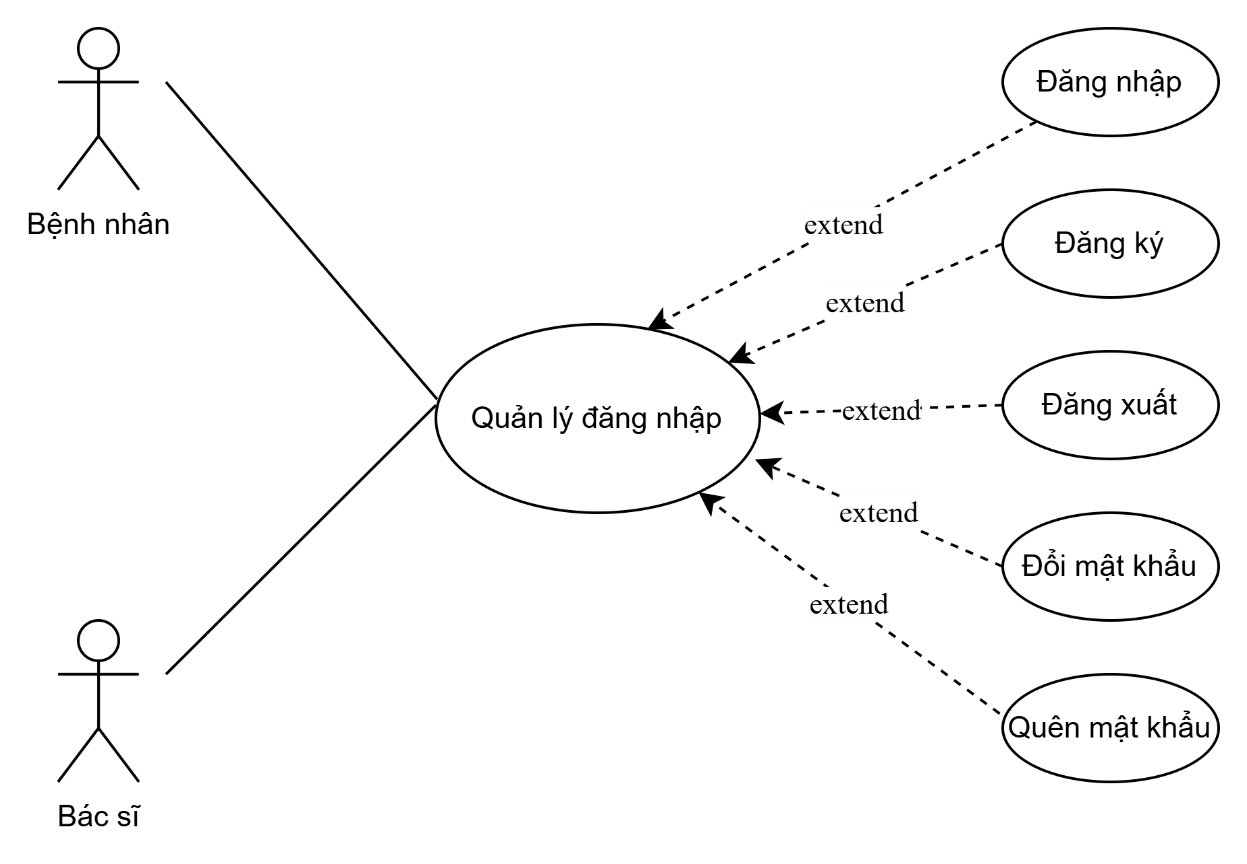 Đăng nhập
Bệnh nhân
extend
Đăng ký
extend
Quản lý đăng nhập
extend
Đăng xuất
extend
Đổi mật khẩu
extend
Quên mật khẩu
Bác sĩ